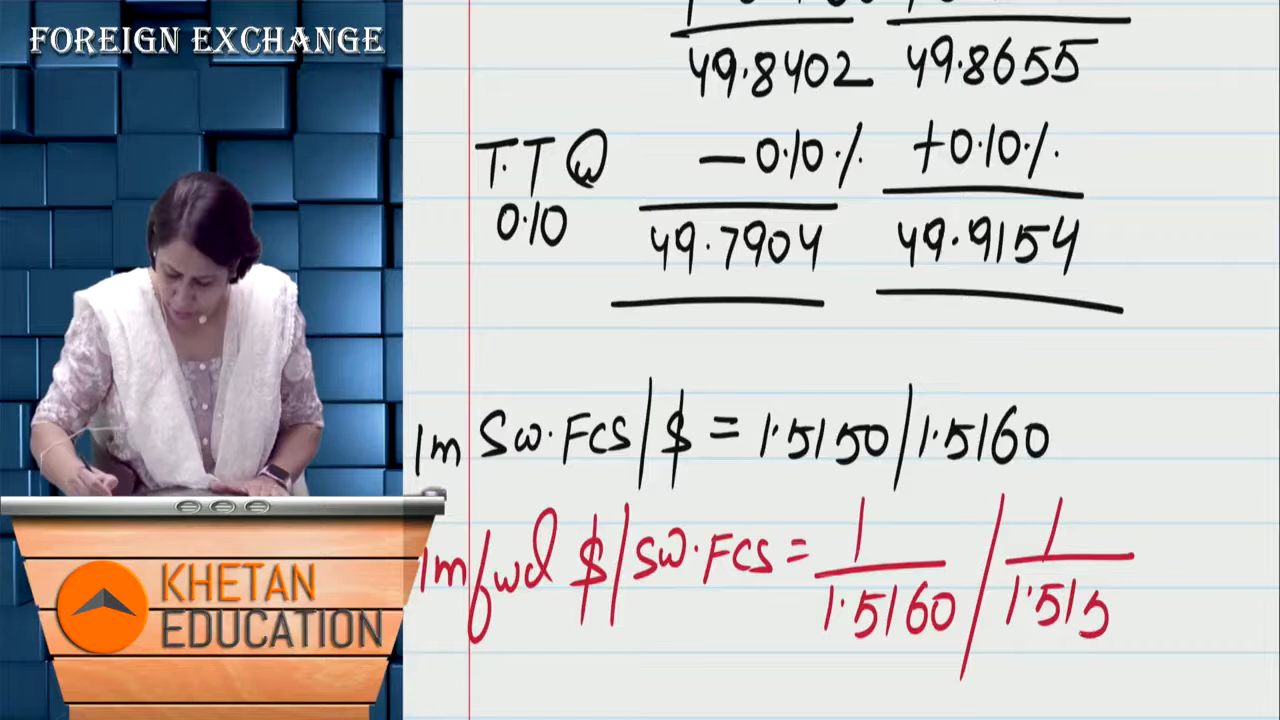 FOREIGN EXCHANGE
49.8402 49.8655
T.T Q -0.10% +0.10%
0.10
49.7904 49.9154
1m Sw.FCS/$ = 1.5150/1.5160
1m fwd $/Sw.FCS = 1/1.5160 / 1/1.515
KHETAN
EDUCATION